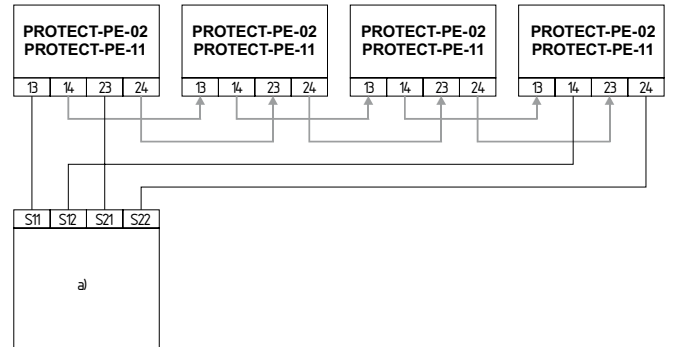 PROTECT-PE-02 PROTECT-PE-02 PROTECT-PE-02 PROTECT-PE-02
PROTECT-PE-11 PROTECT-PE-11 PROTECT-PE-11 PROTECT-PE-11
13 14 23 24 13 14 23 24 13 14 23 24 13 14 23 24
S11 S12 S21 S22
a)